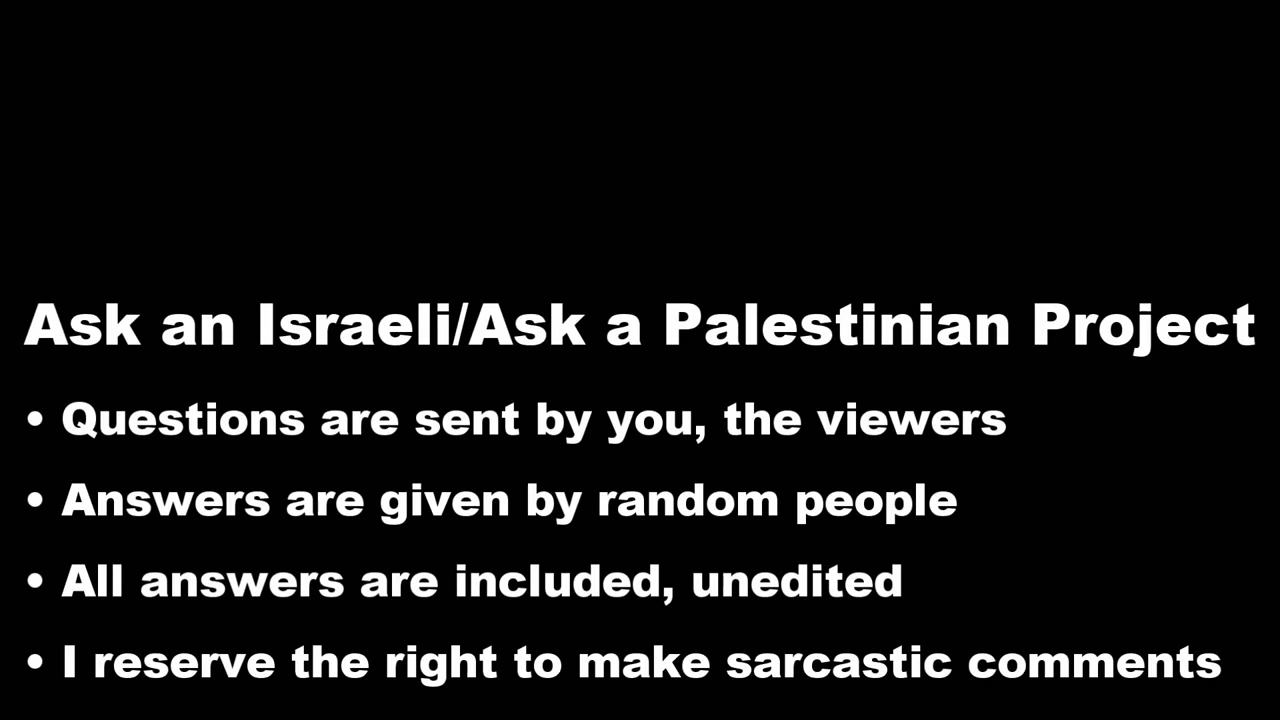 Ask an Israeli/Ask a Palestinian Project
• Questions are sent by you, the viewers
• Answers are given by random people
• All answers are included, unedited
• I reserve the right to make sarcastic comments